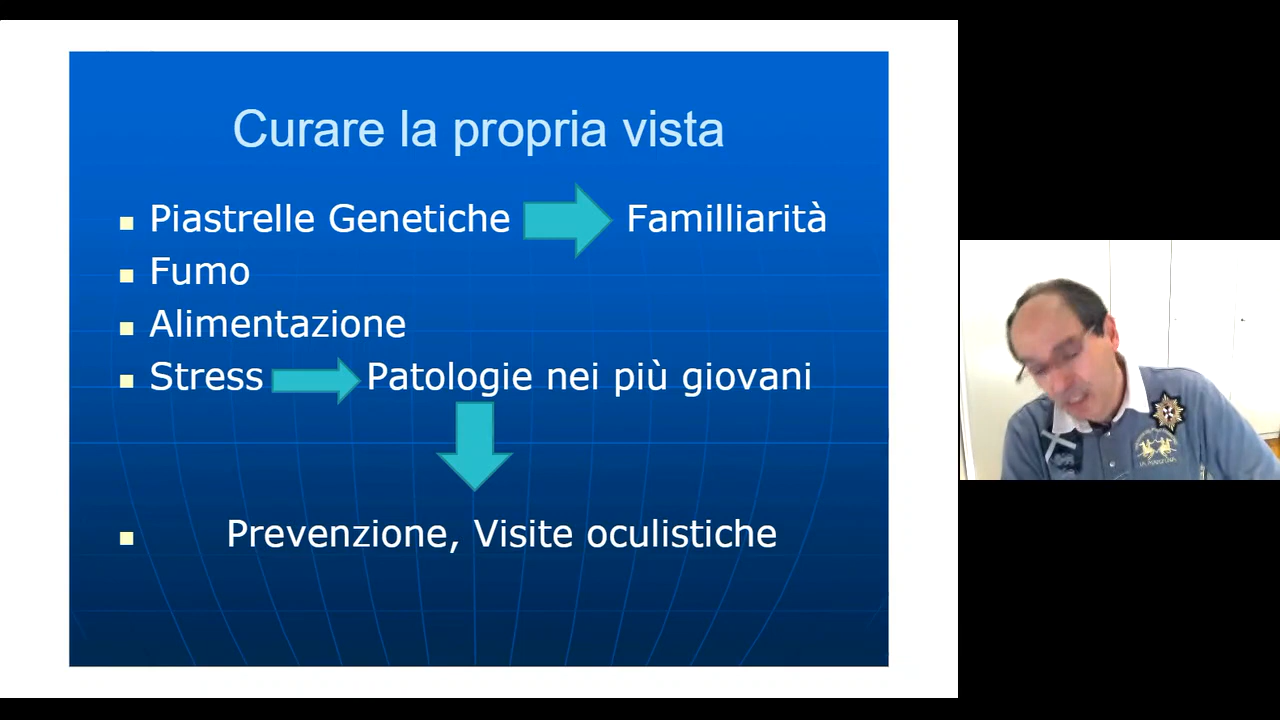 Curare la propria vista
Piastrelle Genetiche Familliarità
Fumo
Alimentazione
Stress Patologie nei più giovani
Prevenzione, Visite oculistiche